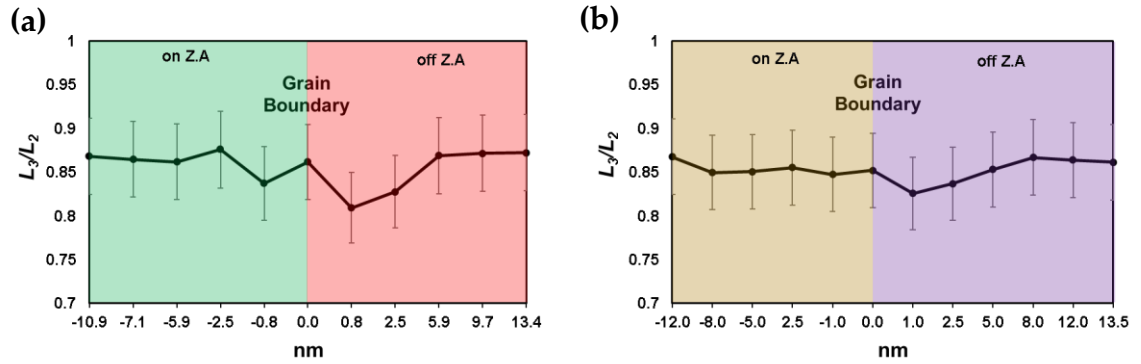 (a)
1
0.95
0.9
0.85
0.8
0.75
0.7
L3/L2
on Z.A
off Z.A
Grain
Boundary
-10.9 -7.1 -5.9 -2.5 -0.8 0.0 0.8 2.5 5.9 9.7 13.4
nm
(b)
1
0.95
0.9
0.85
0.8
0.75
0.7
L3/L2
on Z.A
off Z.A
Grain
Boundary
-12.0 -8.0 -5.0 2.5 -1.0 0.0 1.0 2.5 5.0 8.0 12.0 13.5
nm